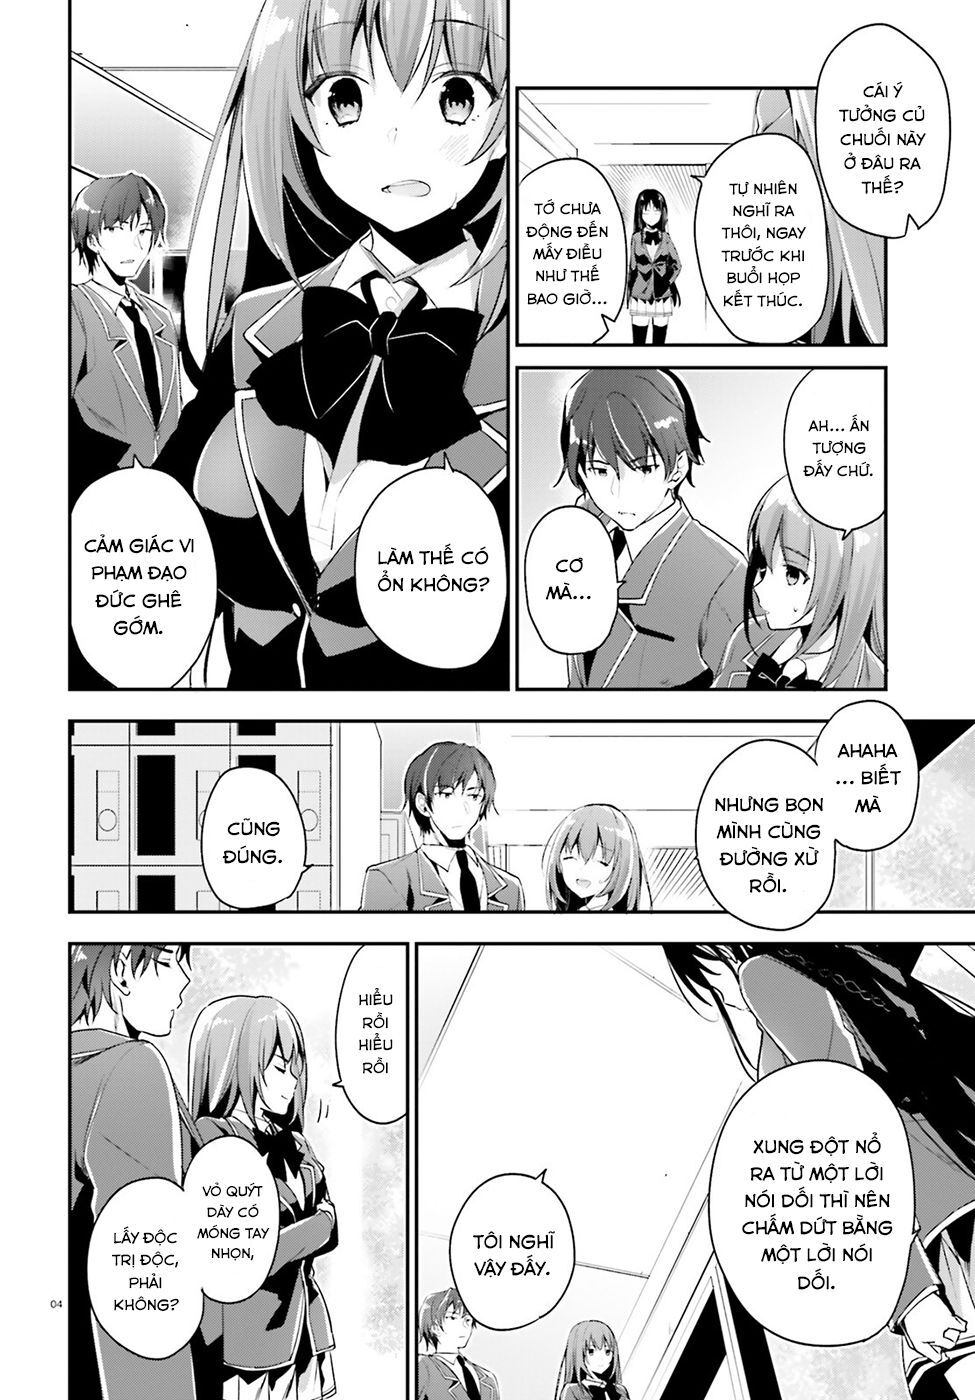 CÁI Ý
TƯỞNG CỦ
CHUỐI NÀY
Ở ĐÂU RA
THẾ?
TỰ NHIÊN
NGHĨ RA
THÔI, NGAY
TRƯỚC KHI
BUỔI HỌP
KẾT THÚC.
TỚ CHƯA
ĐỘNG ĐẾN
MẤY ĐIỀU
NHƯ THẾ
BAO GIỜ...
AH... ẤN
TƯỢNG
ĐẤY CHỨ.
CƠ
MÀ...
LÀM THẾ CÓ
ỔN KHÔNG?
CẢM GIÁC VI
PHẠM ĐẠO
ĐỨC GHÊ
GỚM.
AHAHA
... BIẾT
MÀ
NHƯNG BỌN
MÌNH CÙNG
ĐƯỜNG XỪ
RỒI.
CŨNG
ĐÚNG.
XUNG ĐỘT NỔ
RA TỪ MỘT LỜI
NÓI DỐI THÌ NÊN
CHẤM DỨT BẰNG
MỘT LỜI NÓI
DỐI.
TÔI NGHĨ
VẬY ĐẤY.
HIỂU
RỒI
HIỂU
RỒI
VỎ QUÝT
DÀY CÓ
MÓNG TAY
NHỌN,
LẤY ĐỘC
TRỊ ĐỘC,
PHẢI
KHÔNG?
04